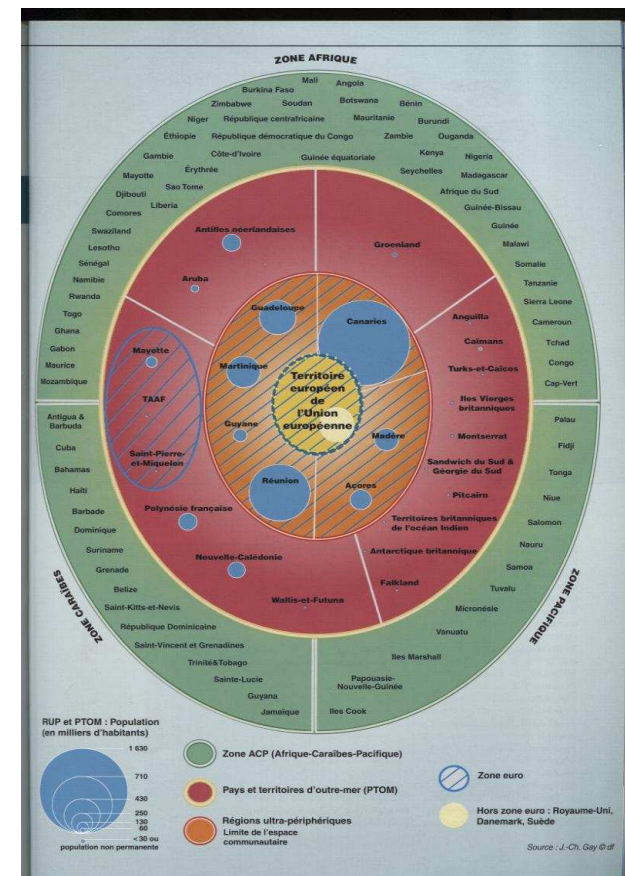 ZONE AFRIQUE
Mali
Angola
Burkina Faso
Zimbabwe
Soudan
Botswana
Bénin
Niger
République centrafricaine
Mauritanie
Burundi
Éthiopie
République démocratique du Congo
Zambie
Ouganda
Gambie
Côte-d'Ivoire
Guinée équatoriale
Kenya
Nigeria
Érythrée
Seychelles
Madagascar
Mayotte
Sao Tome
Afrique du Sud
Djibouti
Liberia
Guinée-Bissau
Comores
Guinée
Swaziland
Malawi
Lesotho
Somalie
Sénégal
Tanzanie
Namibie
Sierra Leone
Rwanda
Cameroun
Togo
Tchad
Ghana
Congo
Gabon
Cap-Vert
Maurice
Mozambique
Antilles néerlandaises
Groenland
Aruba
Guadeloupe
Canaries
Anguilla
Caïmans
Mayotte
Martinique
Turks-et-Caïcos
TAAF
Territoire
européen
de
l'Union
européenne
Iles Vierges
britanniques
Guyane
Madère
Montserrat
Saint-Pierre-
et-Miquelon
Sandwich du Sud &
Géorgie du Sud
Réunion
Açores
Pitcairn
Polynésie française
Territoires britanniques
de l'océan Indien
Nouvelle-Calédonie
Antarctique britannique
Wallis-et-Futuna
Falkland
Antigua &
Barbuda
Cuba
Bahamas
Haïti
Barbade
Dominique
Suriname
Grenade
Belize
Saint-Kitts-et-Nevis
République Dominicaine
Saint-Vincent et Grenadines
Trinité&Tobago
Sainte-Lucie
Guyana
Jamaïque
ZONE CARAÏBES
Palau
Fidji
Tonga
Niue
Salomon
Nauru
Samoa
Tuvalu
Micronésie
Vanuatu
Iles Marshall
Papouasie-
Nouvelle-Guinée
Iles Cook
ZONE PACIFIQUE
RUP et PTOM : Population
(en milliers d'habitants)
1 630
710
430
250
130
60
<30 ou
population non permanente
Zone ACP (Afrique-Caraïbes-Pacifique)
Pays et territoires d'outre-mer (PTOM)
Régions ultra-périphériques
Limite de l'espace
communautaire
Zone euro
Hors zone euro : Royaume-Uni,
Danemark, Suède
Source : J.-Ch. Gay © df